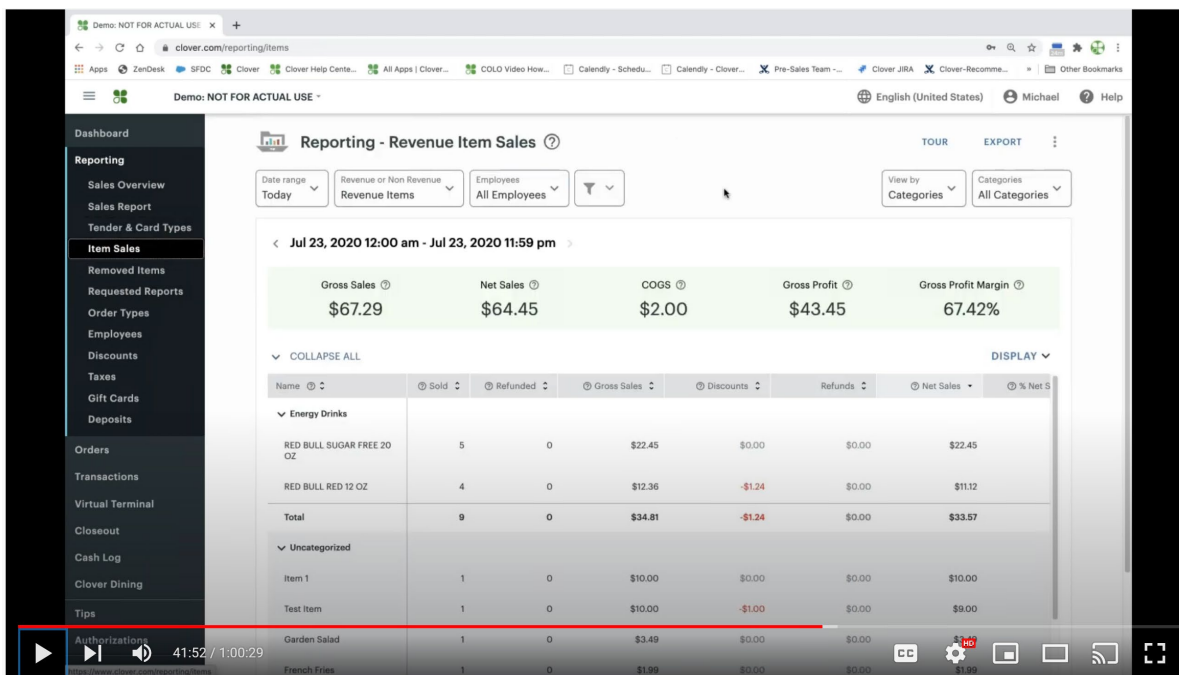 Demo: NOT FOR ACTUAL USE
clover.com/reporting/items
Apps ZenDesk SFDC Clover Clover Help Cente... All Apps | Clover... COLO Video How... Calendly - Schedu... Calendly - Clover... Pre-Sales Team -... Clover JIRA Clover-Recomme... » Other Bookmarks
Demo: NOT FOR ACTUAL USE English (United States) Michael Help
Dashboard
Reporting
Sales Overview
Sales Report
Tender & Card Types
Item Sales
Removed Items
Requested Reports
Order Types
Employees
Discounts
Taxes
Gift Cards
Deposits
Orders
Transactions
Virtual Terminal
Closeout
Cash Log
Clover Dining
Tips
Authorizations
Reporting - Revenue Item Sales TOUR EXPORT
Date range Revenue or Non Revenue Employees View by Categories
Today Revenue Items All Employees Categories All Categories
Jul 23, 2020 12:00 am - Jul 23, 2020 11:59 pm
Gross Sales Net Sales COGS Gross Profit Gross Profit Margin
$67.29 $64.45 $2.00 $43.45 67.42%
COLLAPSE ALL DISPLAY
Name Sold Refunded Gross Sales Discounts Refunds Net Sales % Net S
Energy Drinks
RED BULL SUGAR FREE 20 OZ 5 0 $22.45 $0.00 $0.00 $22.45
RED BULL RED 12 OZ 4 0 $12.36 -$1.24 $0.00 $11.12
Total 9 0 $34.81 -$1.24 $0.00 $33.57
Uncategorized
Item 1 1 0 $10.00 $0.00 $0.00 $10.00
Test Item 1 0 $10.00 -$1.00 $0.00 $9.00
Garden Salad 1 0 $3.49 $0.00 $0.00 $3.49
French Fries 1 0 $1.99 $0.00 $0.00 $1.99
41:52 / 1:00:29 CC HD
https://www.clover.com/reporting/items